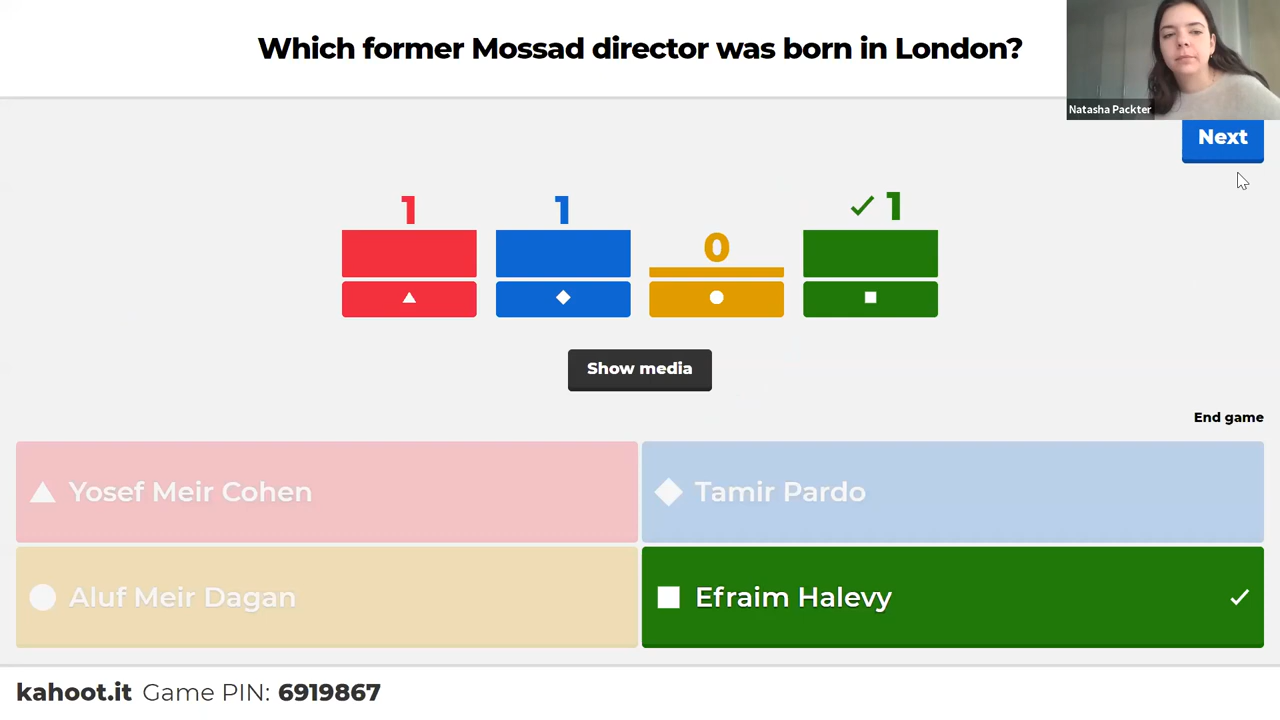 Which former Mossad director was born in London?
Natasha Packter
Next
1
1
0
1
Show media
End game
Yosef Meir Cohen
Tamir Pardo
Aluf Meir Dagan
Efraim Halevy
kahoot.it Game PIN: 6919867